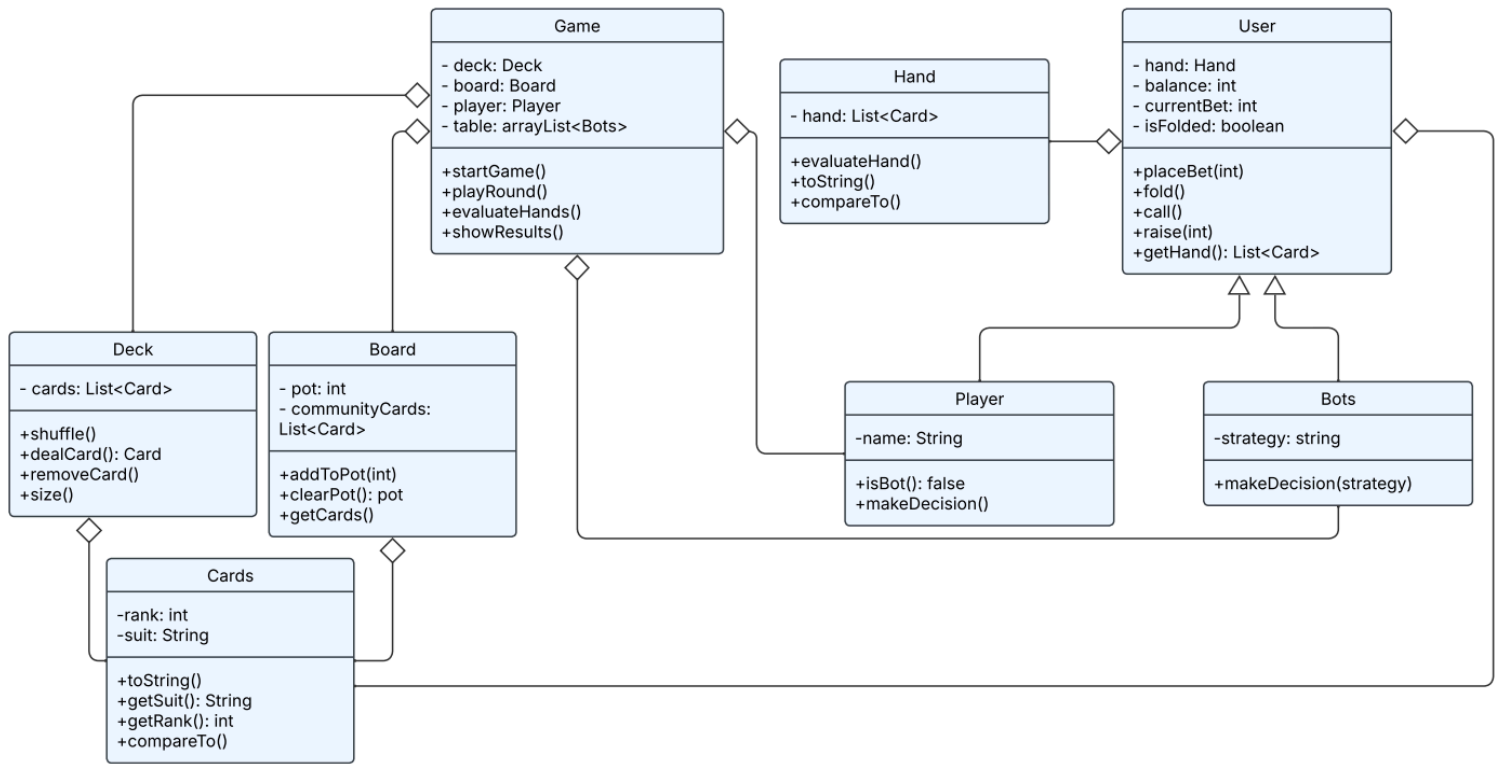 Game
- deck: Deck
- board: Board
- player: Player
- table: arrayList<Bots>
+startGame()
+playRound()
+evaluateHands()
+showResults()
Hand
- hand: List<Card>
+evaluateHand()
+toString()
+compareTo()
User
- hand: Hand
- balance: int
- currentBet: int
- isFolded: boolean
+placeBet(int)
+fold()
+call()
+raise(int)
+getHand(): List<Card>
Deck
- cards: List<Card>
+shuffle()
+dealCard(): Card
+removeCard()
+size()
Board
- pot: int
- communityCards:
List<Card>
+addToPot(int)
+clearPot(): pot
+getCards()
Player
-name: String
+isBot(): false
+makeDecision()
Bots
-strategy: string
+makeDecision(strategy)
Cards
-rank: int
-suit: String
+toString()
+getSuit(): String
+getRank(): int
+compareTo()